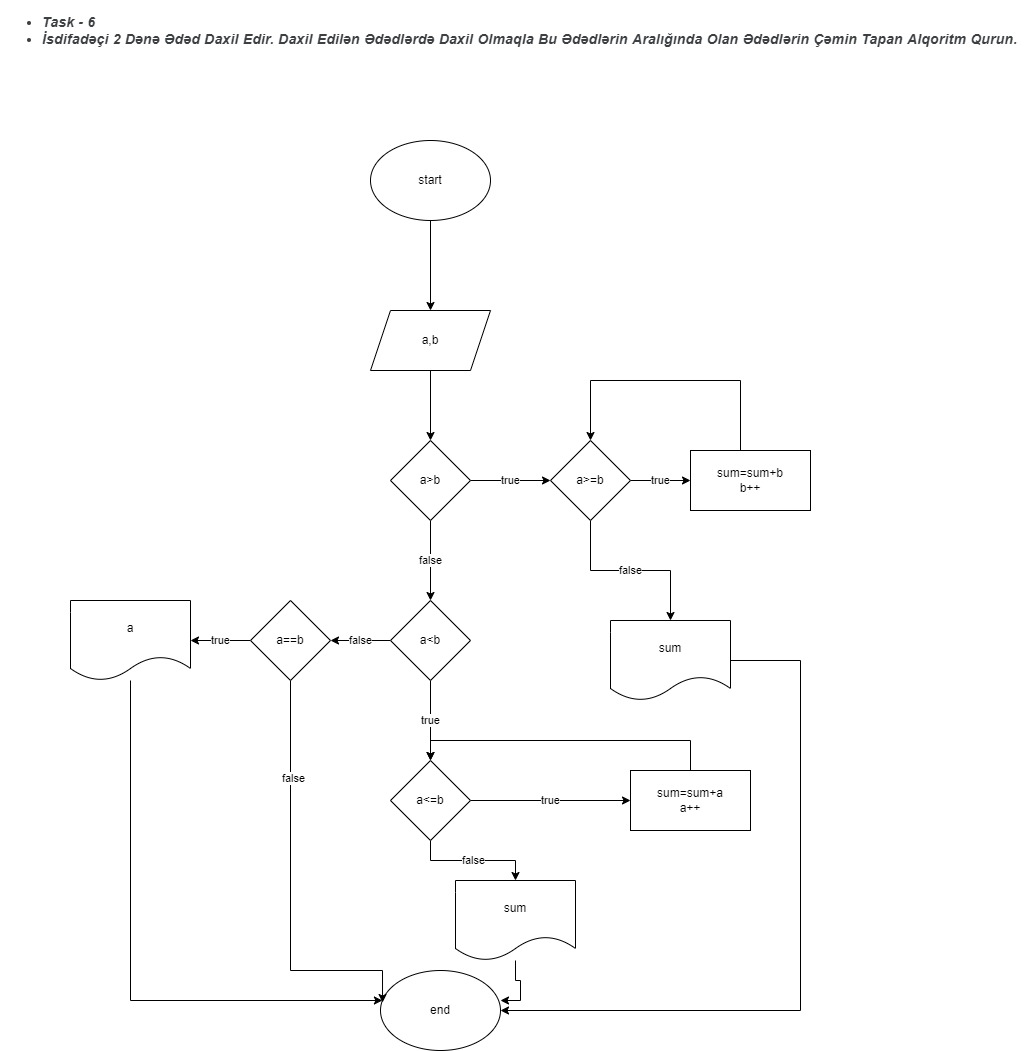 Task - 6
İsdifadəçi 2 Dənə Ədəd Daxil Edir. Daxil Edilən Ədədlərdə Daxil Olmaqla Bu Ədədlərin Aralığında Olan Ədədlərin Çəmin Tapan Alqoritm Qurun.
start
a,b
a>b
true
a>=b
true
sum=sum+b
b++
false
false
a
true
a==b
false
a<b
sum
true
false
a<=b
true
sum=sum+a
a++
false
sum
end